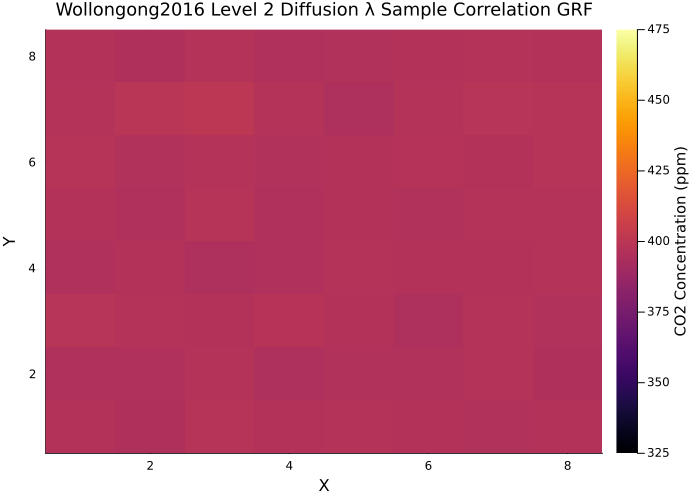 Wollongong2016 Level 2 Diffusion λ Sample Correlation GRF
8
6
4
2
Y
2 4 6 8
X
475
450
425
400
375
350
325
CO2 Concentration (ppm)